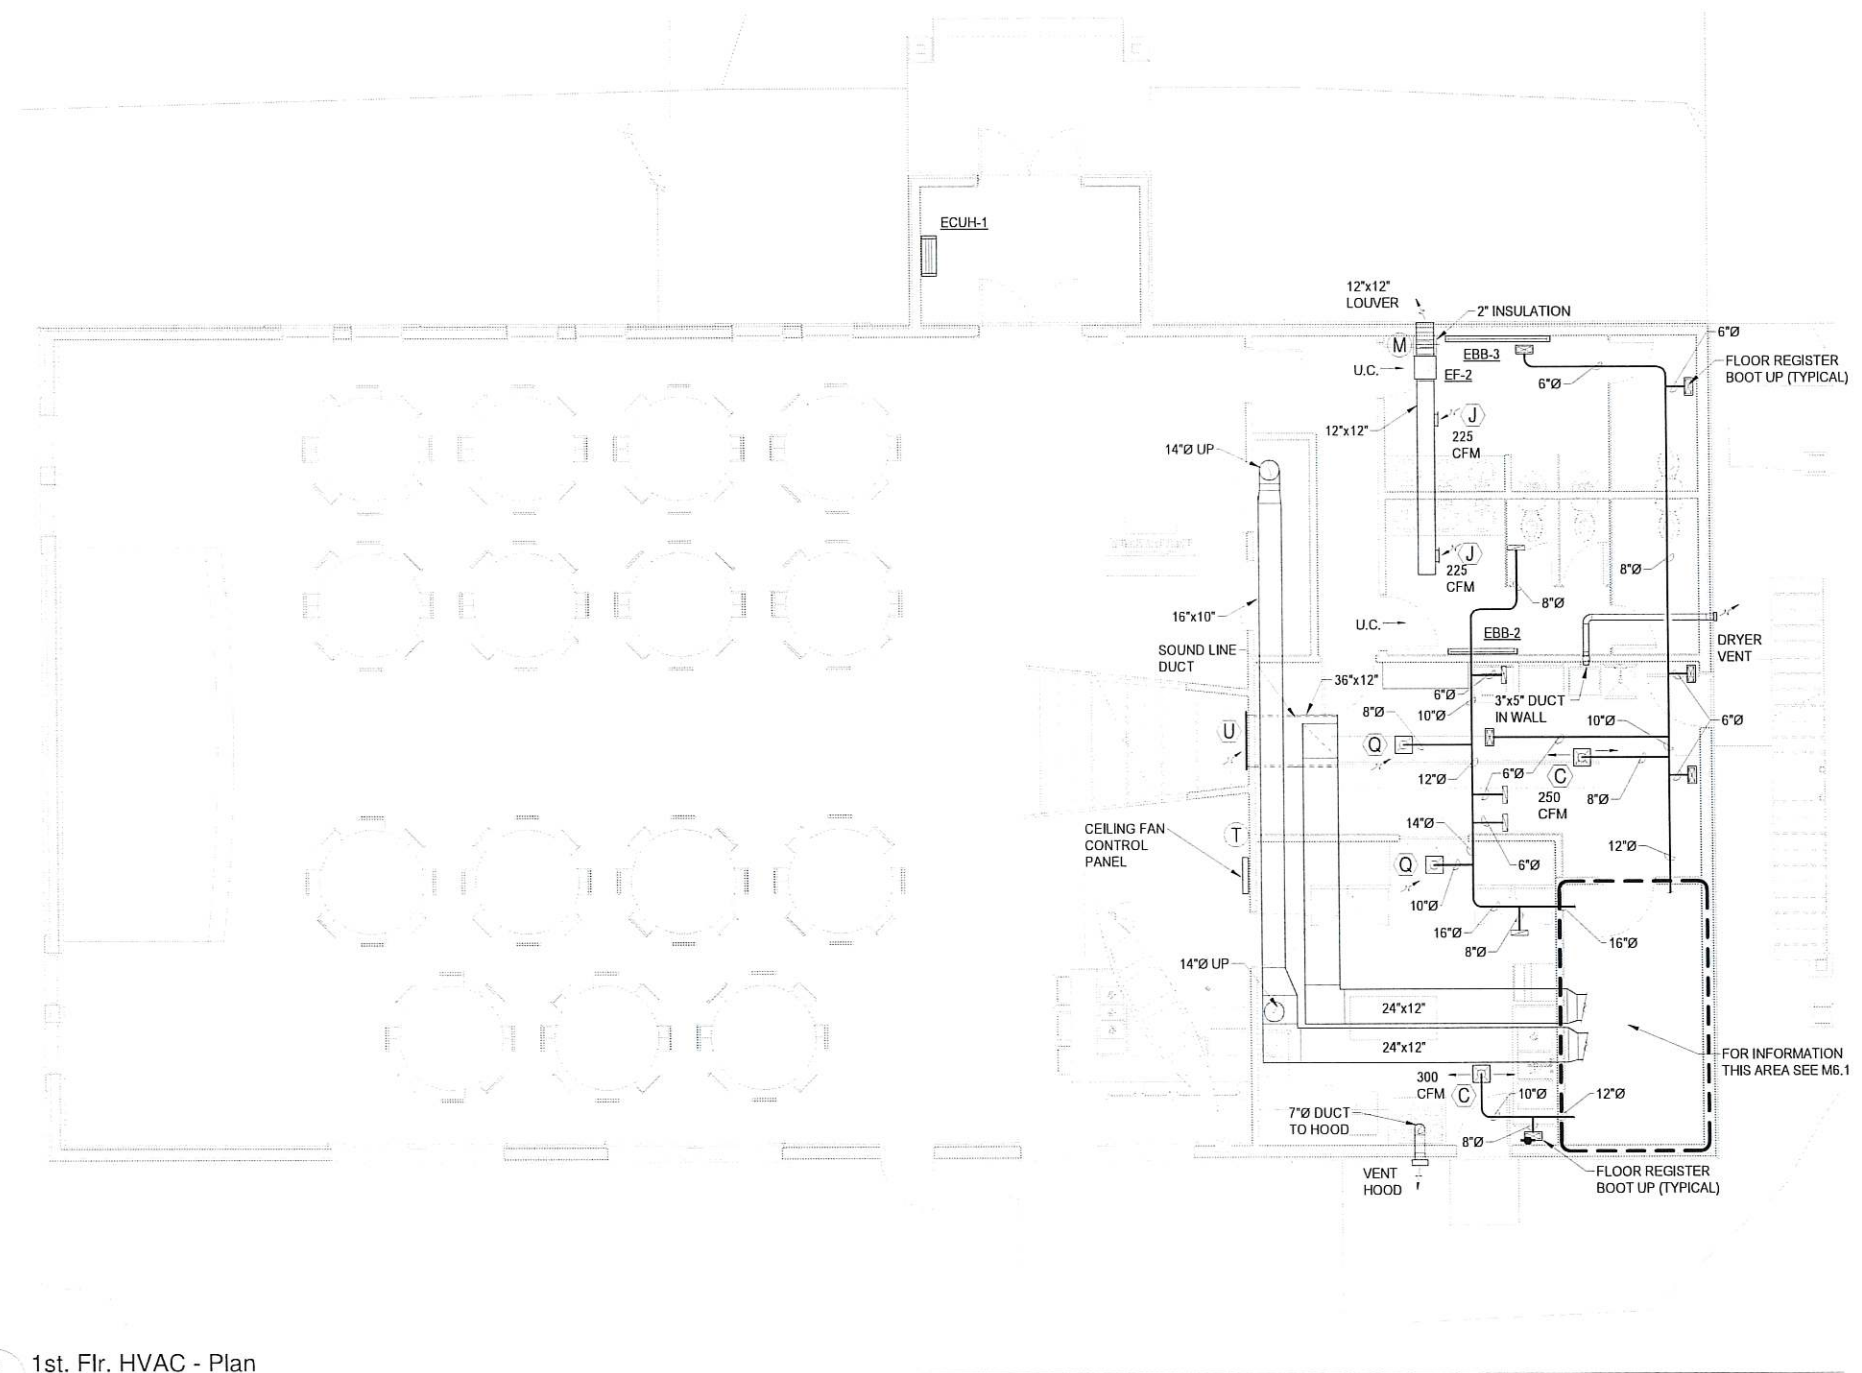 ECUH-1
12"x12"
LOUVER
2" INSULATION
M
EBB-3
U.C.
EF-2
6"Ø
6"Ø
FLOOR REGISTER
BOOT UP (TYPICAL)
12"x12"
J
225
CFM
14"Ø UP
J
225
CFM
8"Ø
8"Ø
16"x10"
U.C.
EBB-2
DRYER
VENT
SOUND LINE
DUCT
36"x12"
6"Ø
3"x5" DUCT
IN WALL
8"Ø
10"Ø
10"Ø
6"Ø
U
Q
12"Ø
6"Ø
C
250
CFM
8"Ø
CEILING FAN
CONTROL
PANEL
T
14"Ø
12"Ø
Q
6"Ø
10"Ø
16"Ø
8"Ø
16"Ø
14"Ø UP
24"x12"
24"x12"
FOR INFORMATION
THIS AREA SEE M6.1
300
CFM
C
10"Ø
12"Ø
7"Ø DUCT
TO HOOD
8"Ø
VENT
HOOD
FLOOR REGISTER
BOOT UP (TYPICAL)
1st. Flr. HVAC - Plan